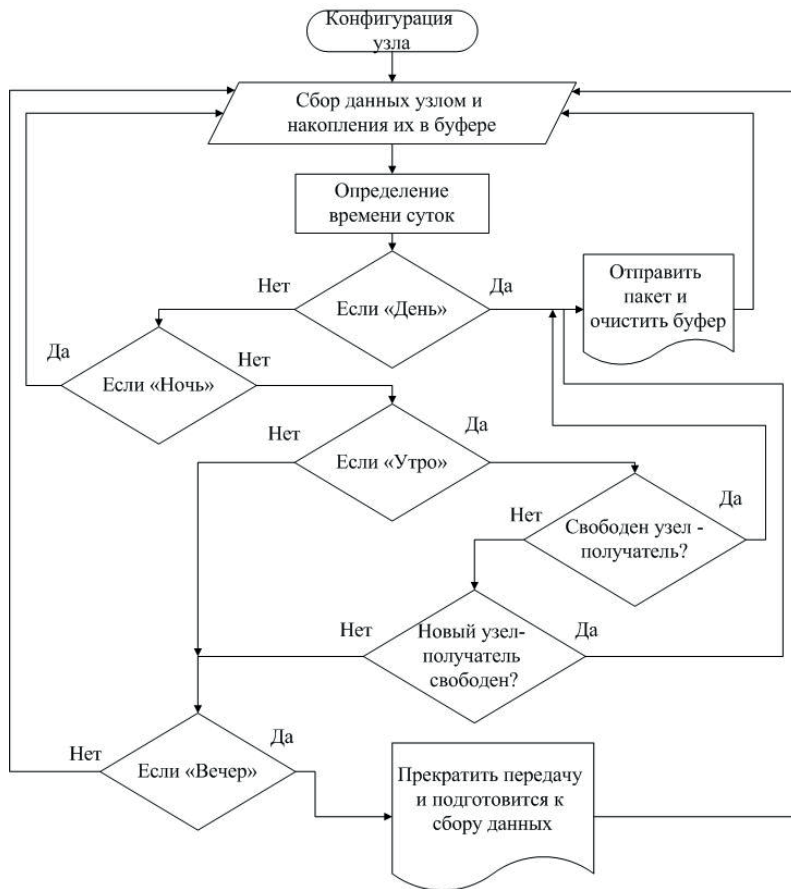 Конфигурация
узла
Сбор данных узлом и
накопления их в буфере
Определение
времени суток
Нет
Да
Если «День»
Отправить
пакет и
очистить буфер
Да
Нет
Если «Ночь»
Нет
Да
Если «Утро»
Нет
Да
Свободен узел -
получатель?
Нет
Да
Новый узел-
получатель
свободен?
Нет
Да
Если «Вечер»
Прекратить передачу
и подготовится к
сбору данных